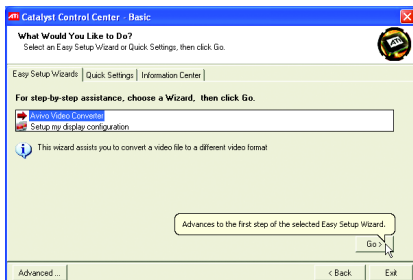 ATI Catalyst Control Center - Basic
What Would You Like to Do?
Select an Easy Setup Wizard or Quick Settings, then click Go.
ATI
Easy Setup Wizards Quick Settings Information Center
For step-by-step assistance, choose a Wizard, then click Go.
Avivo Video Converter
Setup my display configuration
This wizard assists you to convert a video file to a different video format
Advances to the first step of the selected Easy Setup Wizard.
Go >
Advanced ... < Back Exit